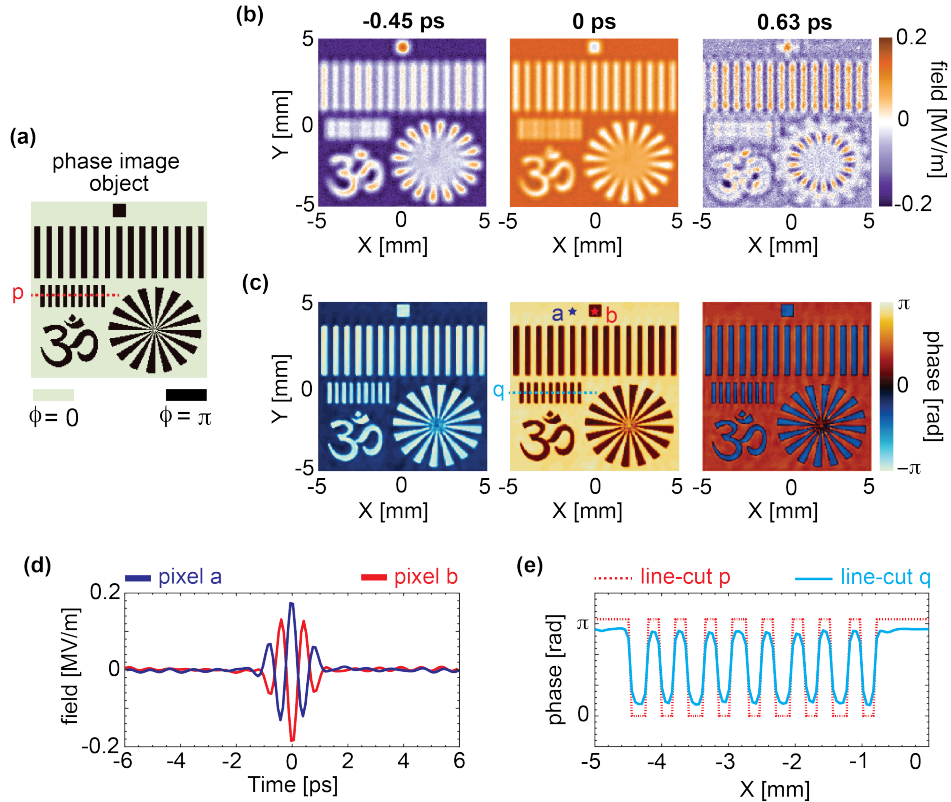 (a)
phase image
object
p
ॐ
ϕ = 0
ϕ = π
(b)
-0.45 ps
0 ps
0.63 ps
5
0
-5
Y [mm]
ॐ
ॐ
ॐ
-5
0
5
-5
0
5
-5
0
5
X [mm]
X [mm]
X [mm]
0.2
0
-0.2
field [MV/m]
(c)
5
0
-5
Y [mm]
a
b
q
ॐ
ॐ
ॐ
-5
0
5
-5
0
5
-5
0
5
X [mm]
X [mm]
X [mm]
π
0
-π
phase [rad]
(d)
pixel a
pixel b
0.2
0
-0.2
field [MV/m]
-6
-4
-2
0
2
4
6
Time [ps]
(e)
line-cut p
line-cut q
π
0
phase [rad]
-5
-4
-3
-2
-1
0
X [mm]